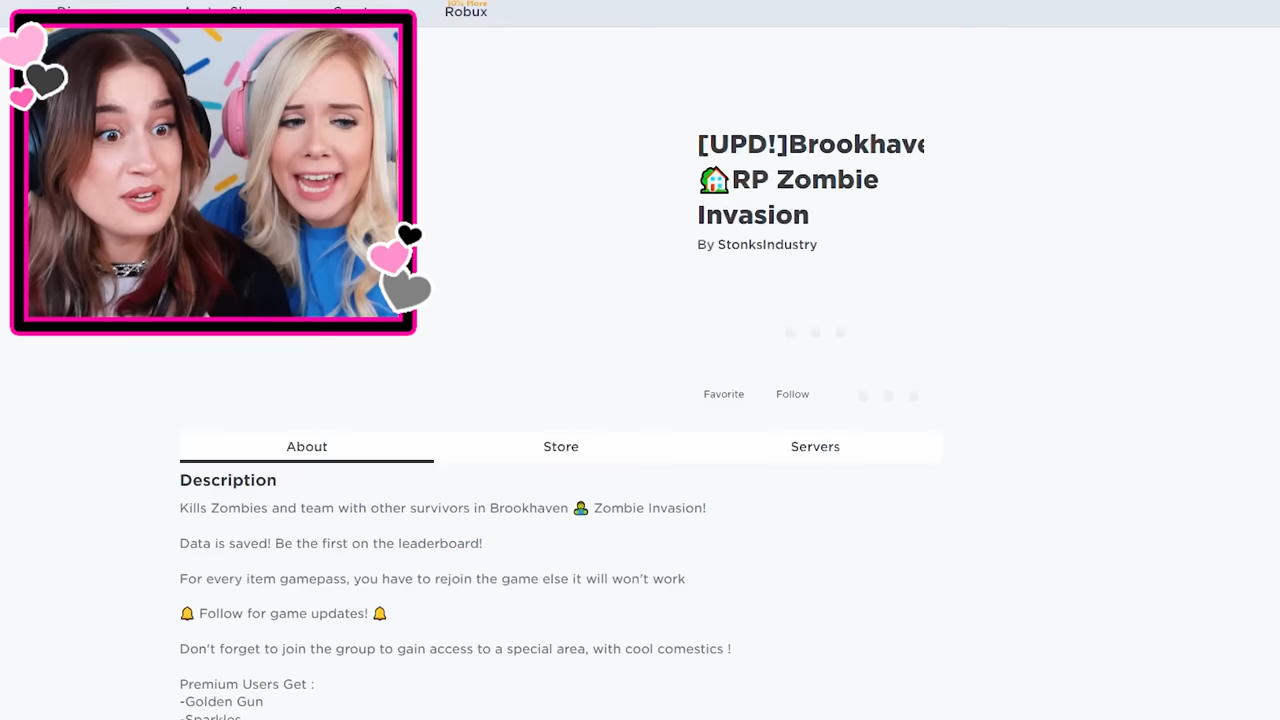 10% More
Robux
[UPD!]Brookhave
RP Zombie
Invasion
By StonksIndustry
Favorite
Follow
About
Store
Servers
Description
Kills Zombies and team with other survivors in Brookhaven 🧟 Zombie Invasion!
Data is saved! Be the first on the leaderboard!
For every item gamepass, you have to rejoin the game else it will won't work
🔔 Follow for game updates! 🔔
Don't forget to join the group to gain access to a special area, with cool comestics !
Premium Users Get :
-Golden Gun
-Sparkles